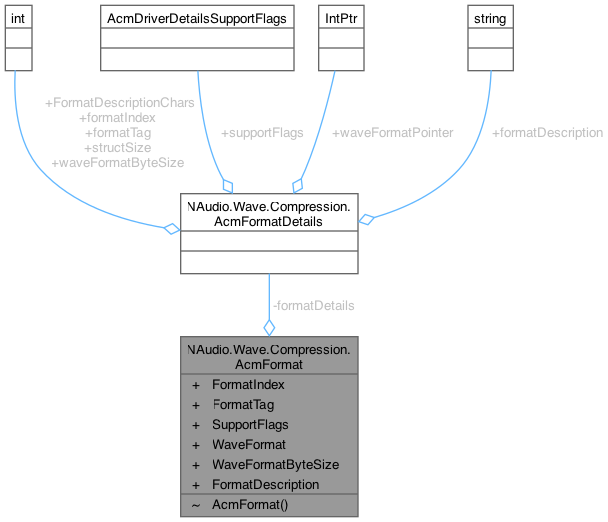 int
AcmDriverDetailsSupportFlags
IntPtr
string
+FormatDescriptionChars
+formatIndex
+formatTag
+structSize
+waveFormatByteSize
+supportFlags
+waveFormatPointer
+formatDescription
NAudio.Wave.Compression.
AcmFormatDetails
-formatDetails
NAudio.Wave.Compression.
AcmFormat
+ FormatIndex
+ FormatTag
+ SupportFlags
+ WaveFormat
+ WaveFormatByteSize
+ FormatDescription
~ AcmFormat()